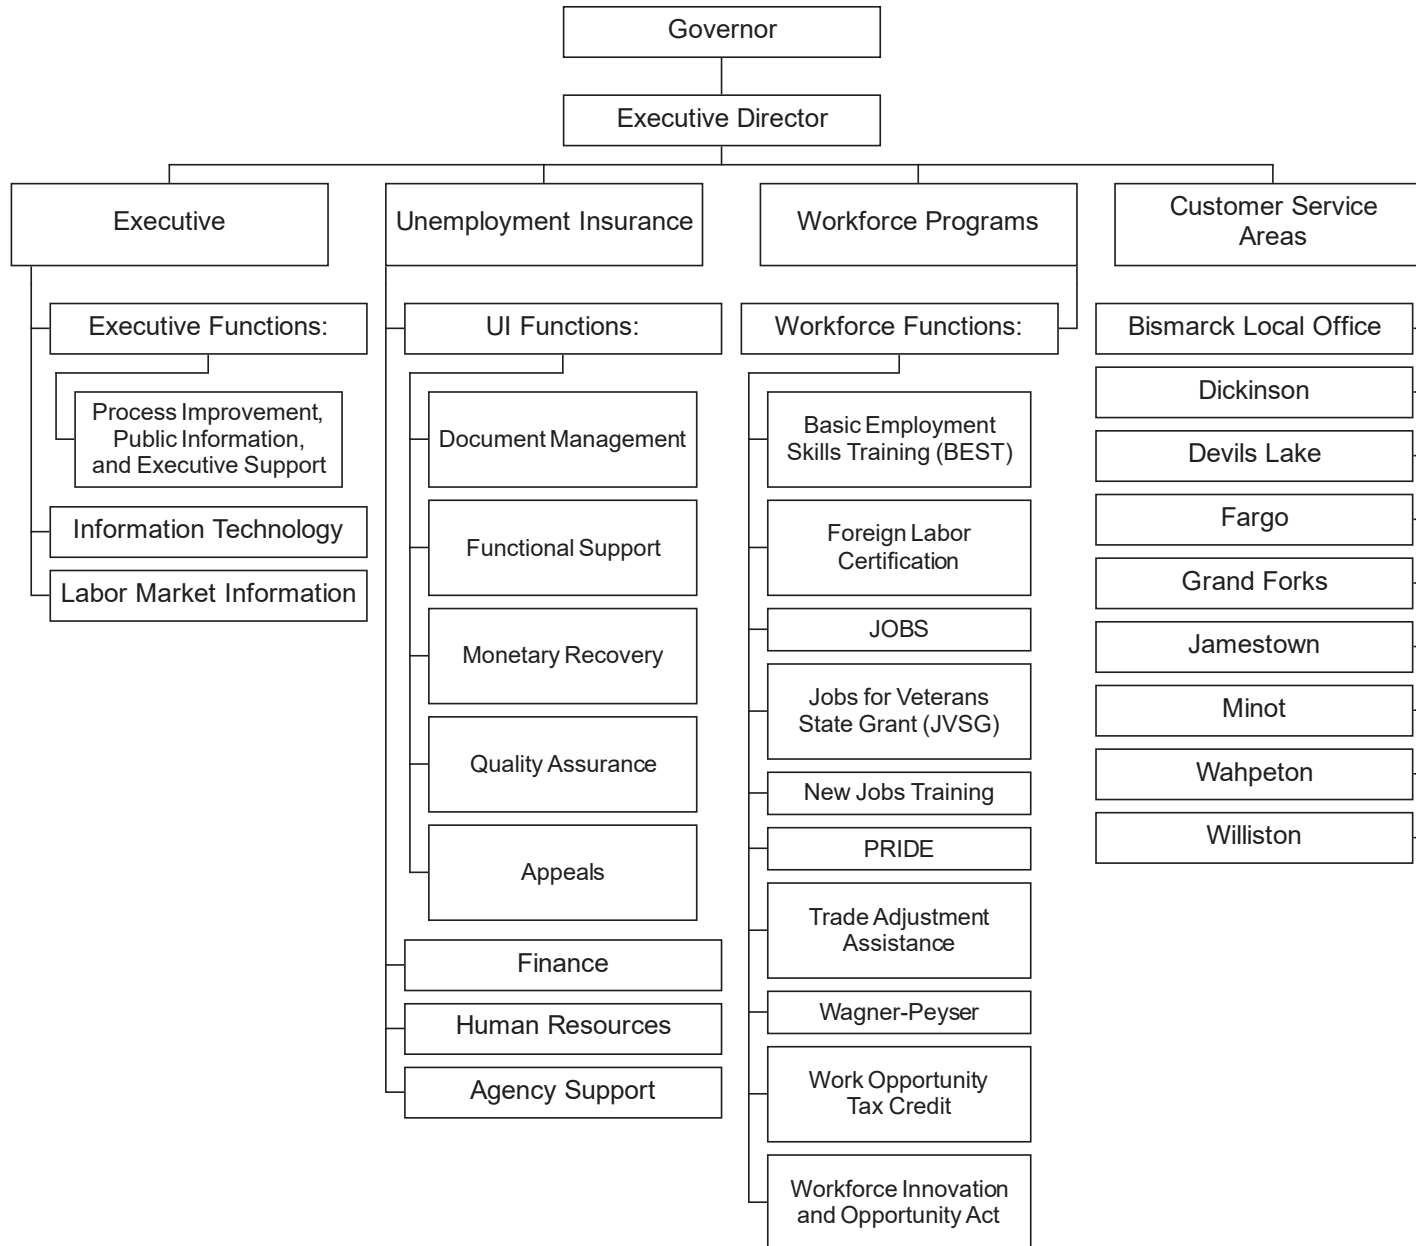 Governor
Executive Director
Executive
Unemployment Insurance
Workforce Programs
Customer Service
Areas
Executive Functions:
Process Improvement,
Public Information,
and Executive Support
Information Technology
Labor Market Information
UI Functions:
Document Management
Functional Support
Monetary Recovery
Quality Assurance
Appeals
Finance
Human Resources
Agency Support
Workforce Functions:
Basic Employment
Skills Training (BEST)
Foreign Labor
Certification
JOBS
Jobs for Veterans
State Grant (JVSG)
New Jobs Training
PRIDE
Trade Adjustment
Assistance
Wagner-Peyser
Work Opportunity
Tax Credit
Workforce Innovation
and Opportunity Act
Bismarck Local Office
Dickinson
Devils Lake
Fargo
Grand Forks
Jamestown
Minot
Wahpeton
Williston